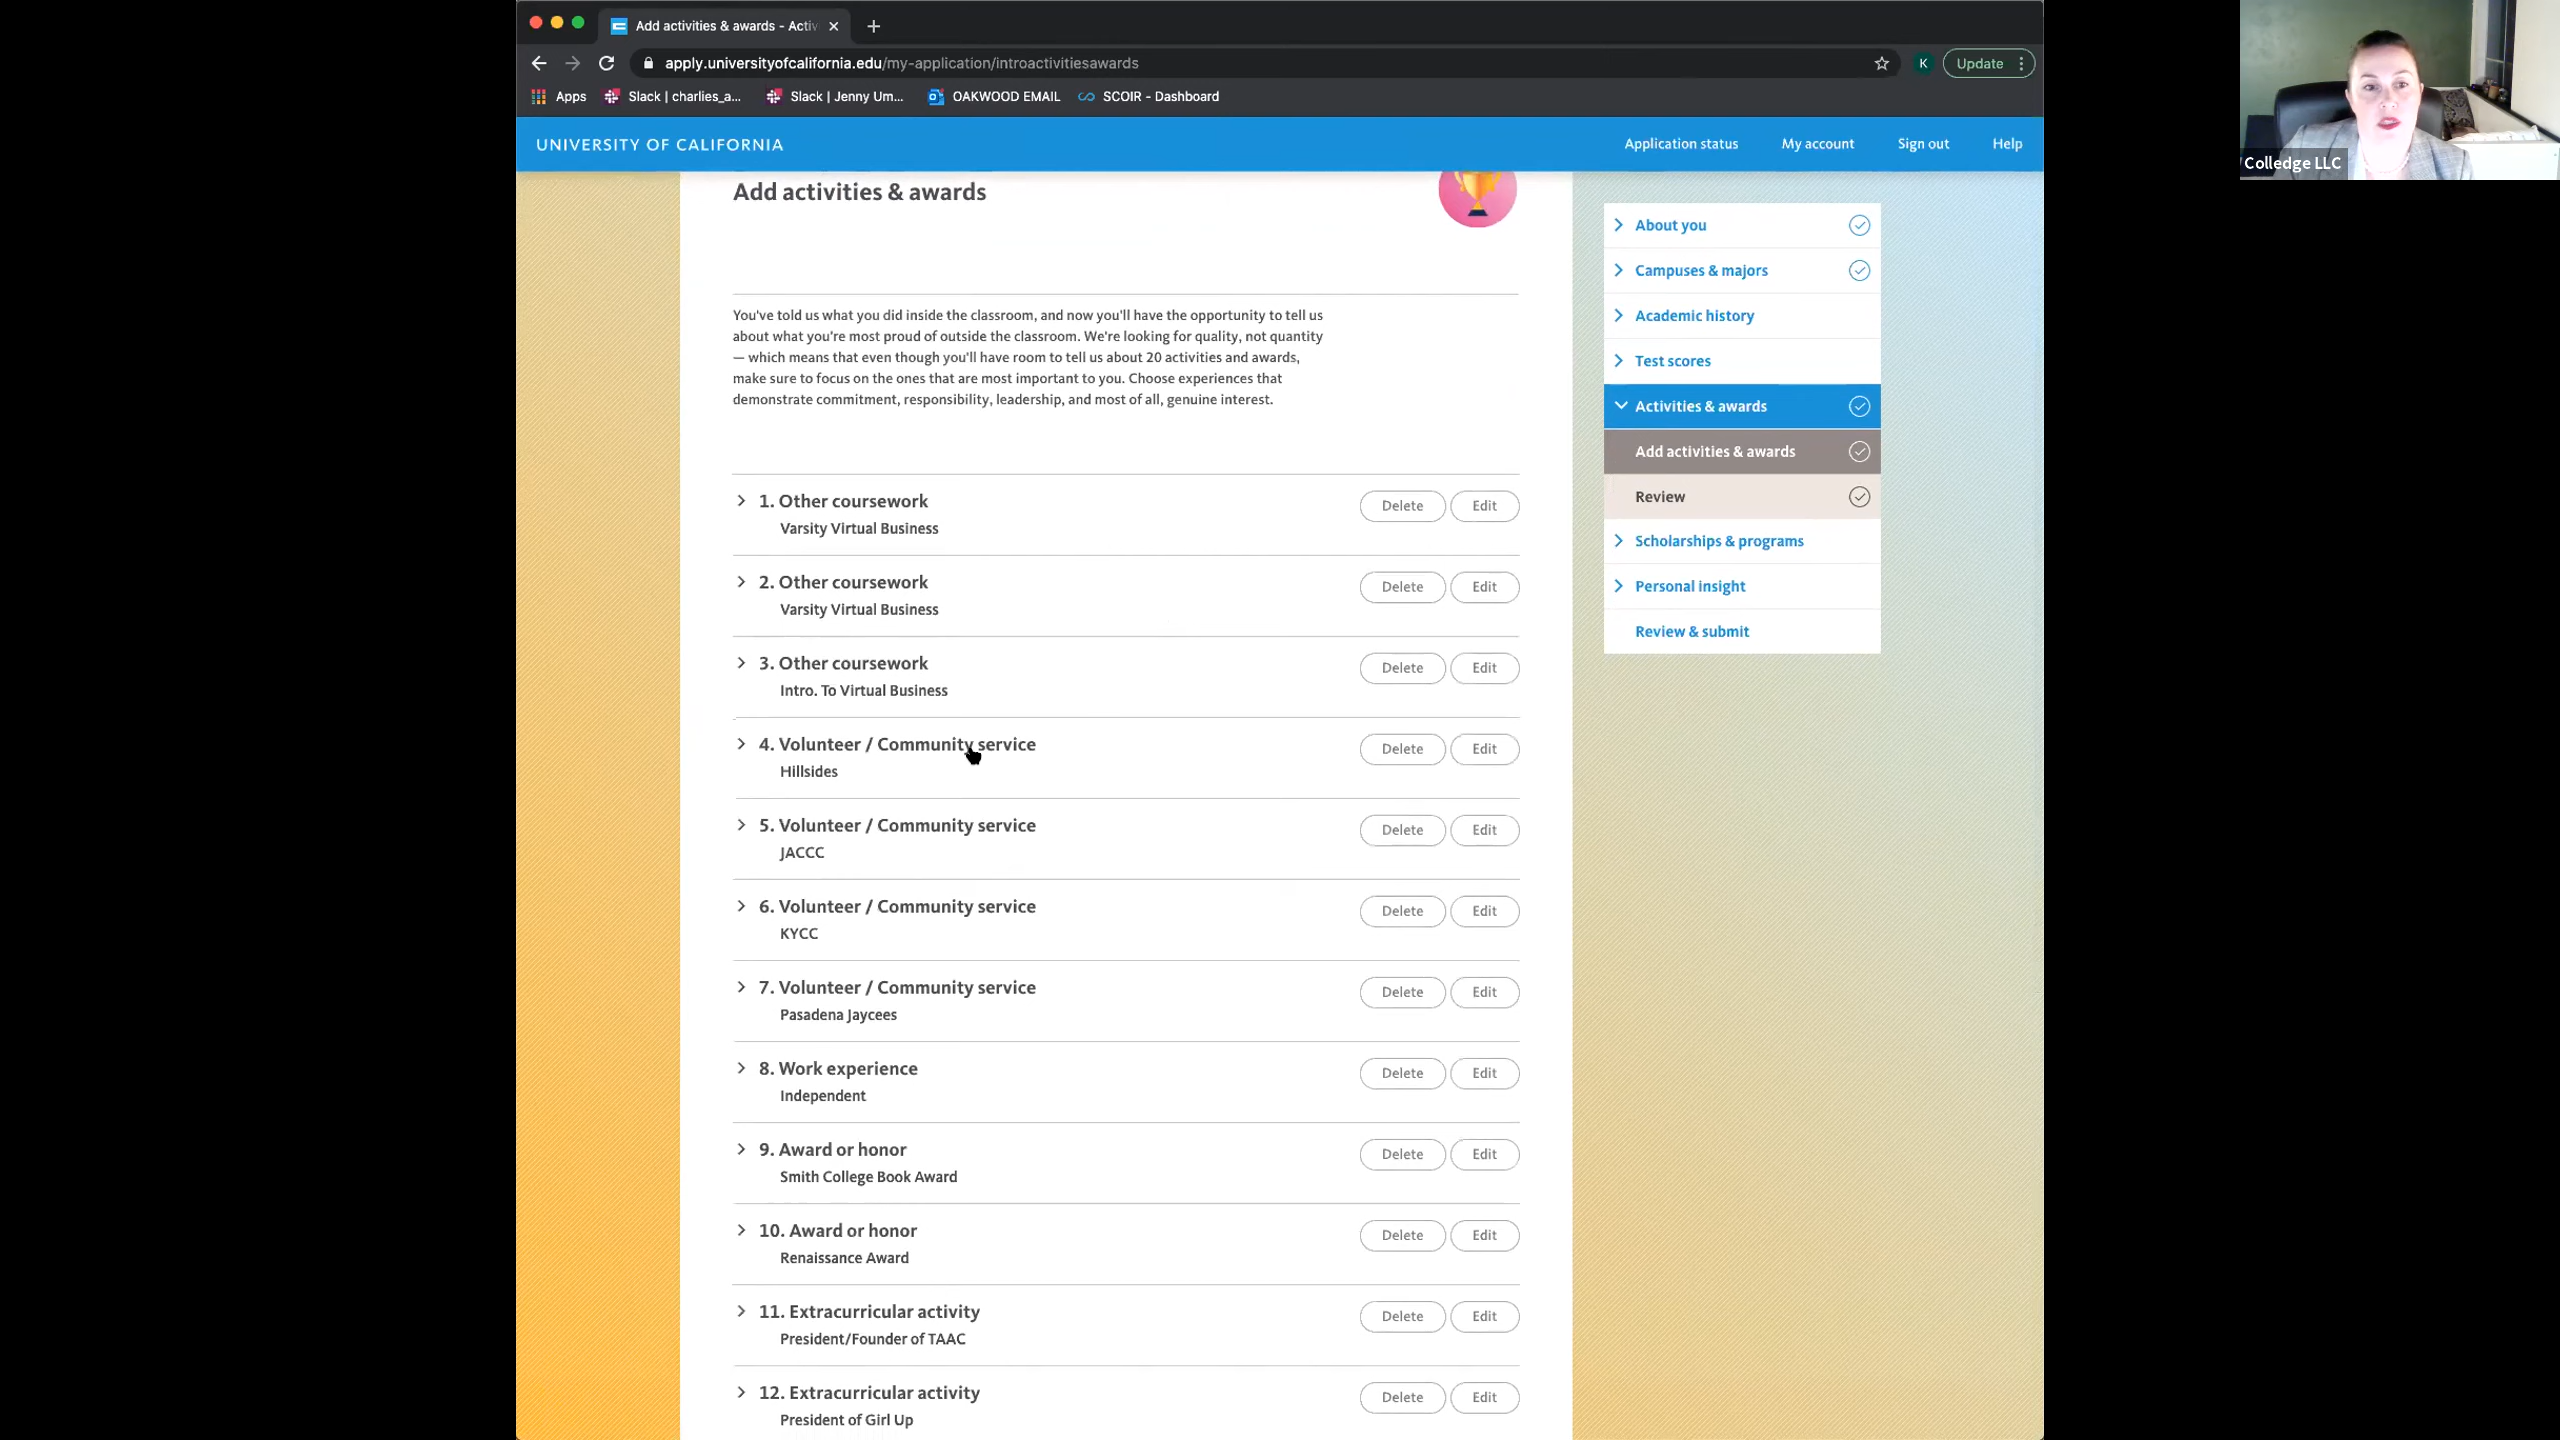 Add activities & awards - Activ
apply.universityofcalifornia.edu/my-application/introactivitiesawards
K
Update
Apps
Slack | charlies_a...
Slack | Jenny Um...
OAKWOOD EMAIL
SCOIR - Dashboard
UNIVERSITY OF CALIFORNIA
Application status
My account
Sign out
Help
Colledge LLC
Add activities & awards
You've told us what you did inside the classroom, and now you'll have the opportunity to tell us
about what you're most proud of outside the classroom. We're looking for quality, not quantity
— which means that even though you'll have room to tell us about 20 activities and awards,
make sure to focus on the ones that are most important to you. Choose experiences that
demonstrate commitment, responsibility, leadership, and most of all, genuine interest.
1. Other coursework
Varsity Virtual Business
Delete
Edit
2. Other coursework
Varsity Virtual Business
Delete
Edit
3. Other coursework
Intro. To Virtual Business
Delete
Edit
4. Volunteer / Community service
Hillsides
Delete
Edit
5. Volunteer / Community service
JACCC
Delete
Edit
6. Volunteer / Community service
KYCC
Delete
Edit
7. Volunteer / Community service
Pasadena Jaycees
Delete
Edit
8. Work experience
Independent
Delete
Edit
9. Award or honor
Smith College Book Award
Delete
Edit
10. Award or honor
Renaissance Award
Delete
Edit
11. Extracurricular activity
President/Founder of TAAC
Delete
Edit
12. Extracurricular activity
President of Girl Up
Delete
Edit
About you
Campuses & majors
Academic history
Test scores
Activities & awards
Add activities & awards
Review
Scholarships & programs
Personal insight
Review & submit